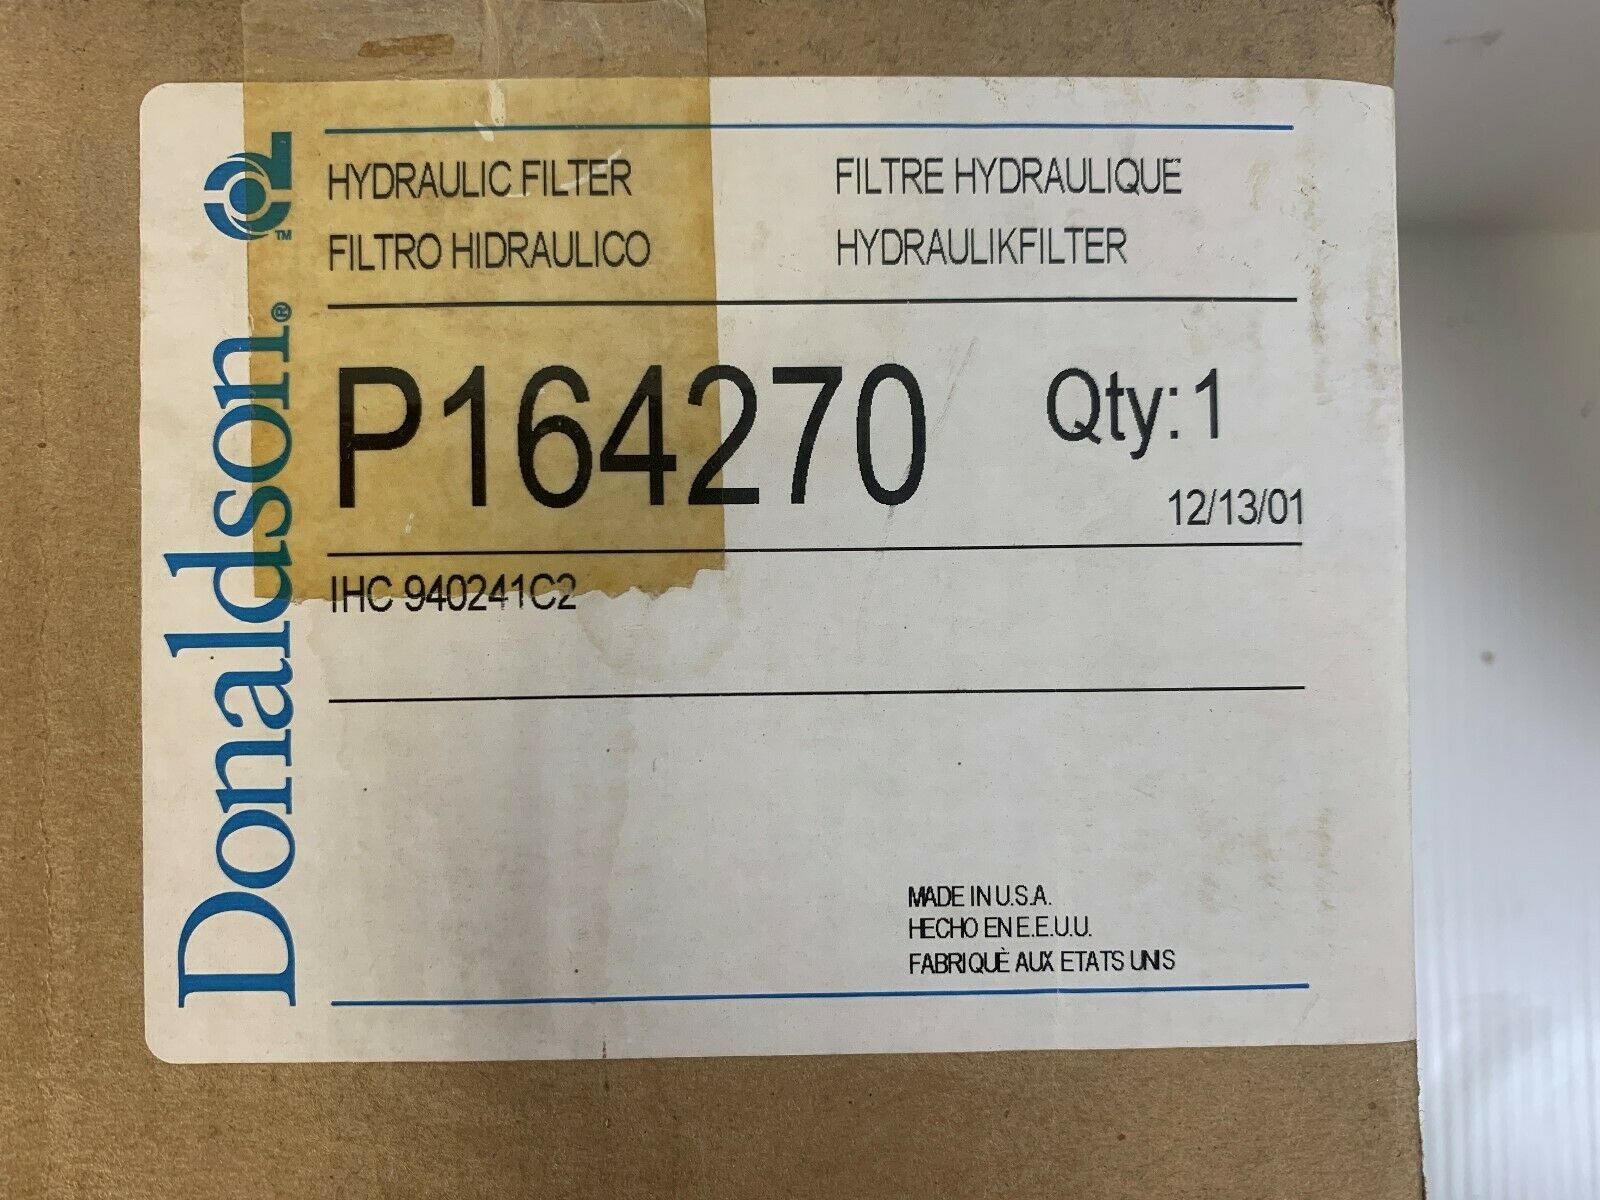 Donaldson®
™
HYDRAULIC FILTER
FILTRO HIDRAULICO
FILTRE HYDRAULIQUE
HYDRAULIKFILTER
P164270
Qty: 1
12/13/01
IHC 940241C2
MADE IN U.S.A.
HECHO EN E.E.U.U.
FABRIQUÈ AUX ETATS UNIS